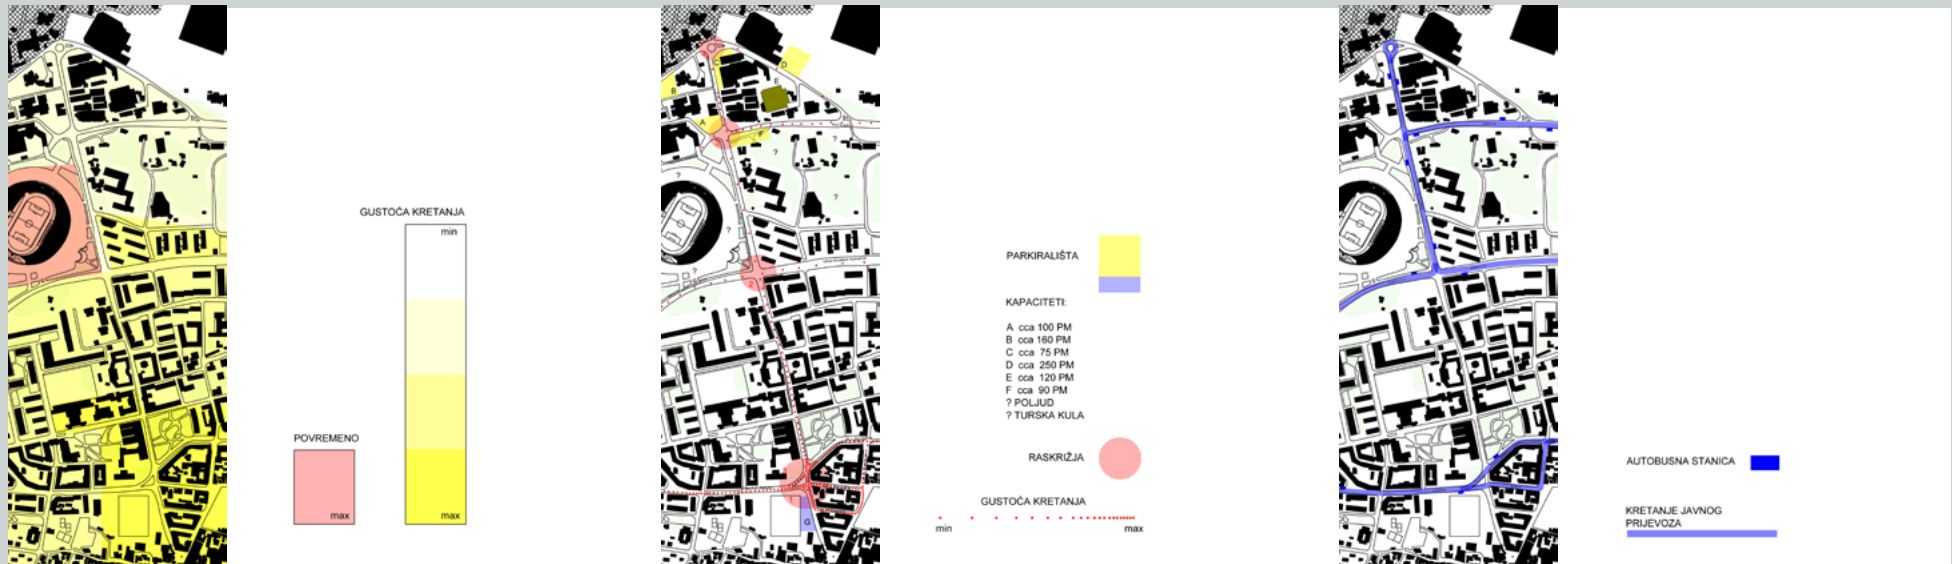 GUSTOĆA KRETANJA
min
POVREMENO
max
max
C
D
E
B
A
F
?
?
?
?
?
?
2
G
PARKIRALIŠTA
KAPACITETI:
A cca 100 PM
B cca 160 PM
C cca 75 PM
D cca 250 PM
E cca 120 PM
F cca 90 PM
? POLJUD
? TURSKA KULA
RASKRIŽJA
GUSTOĆA KRETANJA
min
max
AUTOBUSNA STANICA
KRETANJE JAVNOG
PRIJEVOZA